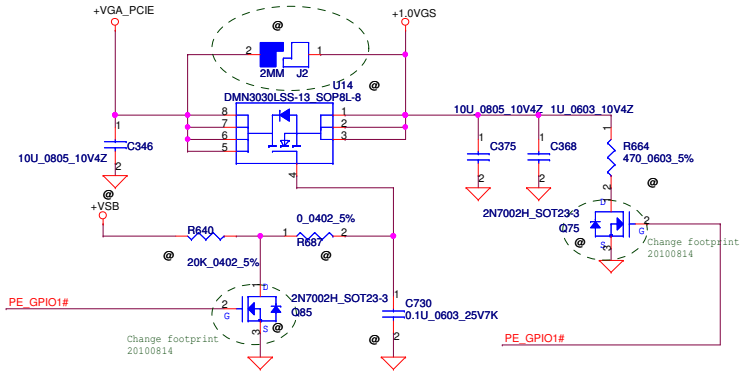 +VGA_PCIE
+1.0VGS
@
2
1
2MM
J2
@
U14
DMN3030LSS-13_SOP8L-8
8
7
6
5
1
2
3
4
1
C346
10U_0805_10V4Z
2
@
10U_0805_10V4Z
1U_0603_10V4Z
1
C375
2
1
C368
2
1
R664
470_0603_5%
2
@
2N7002H_SOT23-3
D
Q75
@
G
2
S
3
Change footprint
20100814
+VSB
R640
20K_0402_5%
@
0_0402_5%
1
2
R687
@
1
D
2N7002H_SOT23-3
Q85
PE_GPIO1#
2
G
S
3
@
Change footprint
20100814
1
C730
0.1U_0603_25V7K
2
@
PE_GPIO1#